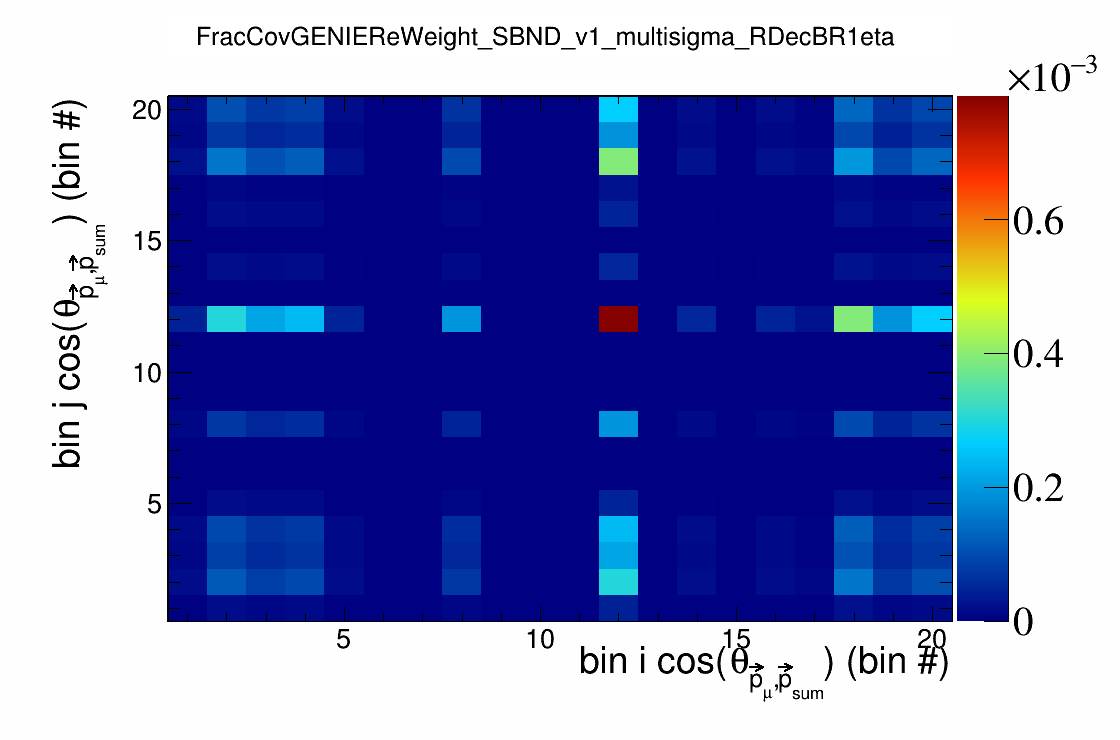 FracCovGENIEReWeight_SBND_v1_multisigma_RDecBR1eta
×10⁻³
bin j cos(θ p⃗μ,p⃗sum) (bin #)
20
15
10
5
0.6
0.4
0.2
0
5 10 15 20
bin i cos(θ p⃗μ,p⃗sum) (bin #)